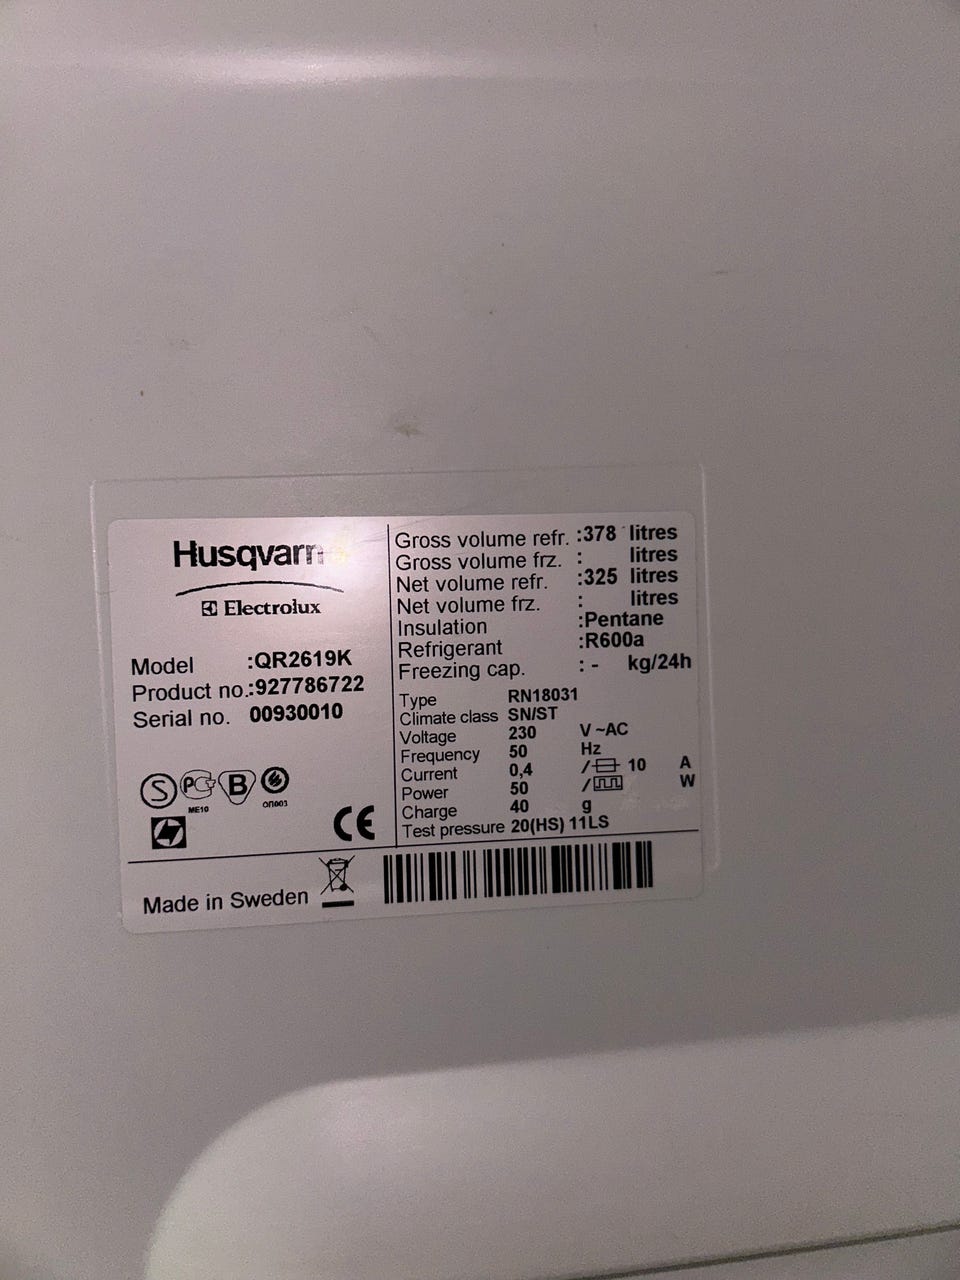 Husqvarn
Electrolux
Model :QR2619K
Product no.:927786722
Serial no. 00930010
S PG B
ME10 ОП003
CE
Gross volume refr. :378 litres
Gross volume frz. : litres
Net volume refr. :325 litres
Net volume frz. : litres
Insulation :Pentane
Refrigerant :R600a
Freezing cap. : - kg/24h
Type RN18031
Climate class SN/ST
Voltage 230 V ~AC
Frequency 50 Hz
Current 0,4 / 10 A
Power 50 / W
Charge 40 g
Test pressure 20(HS) 11LS
Made in Sweden